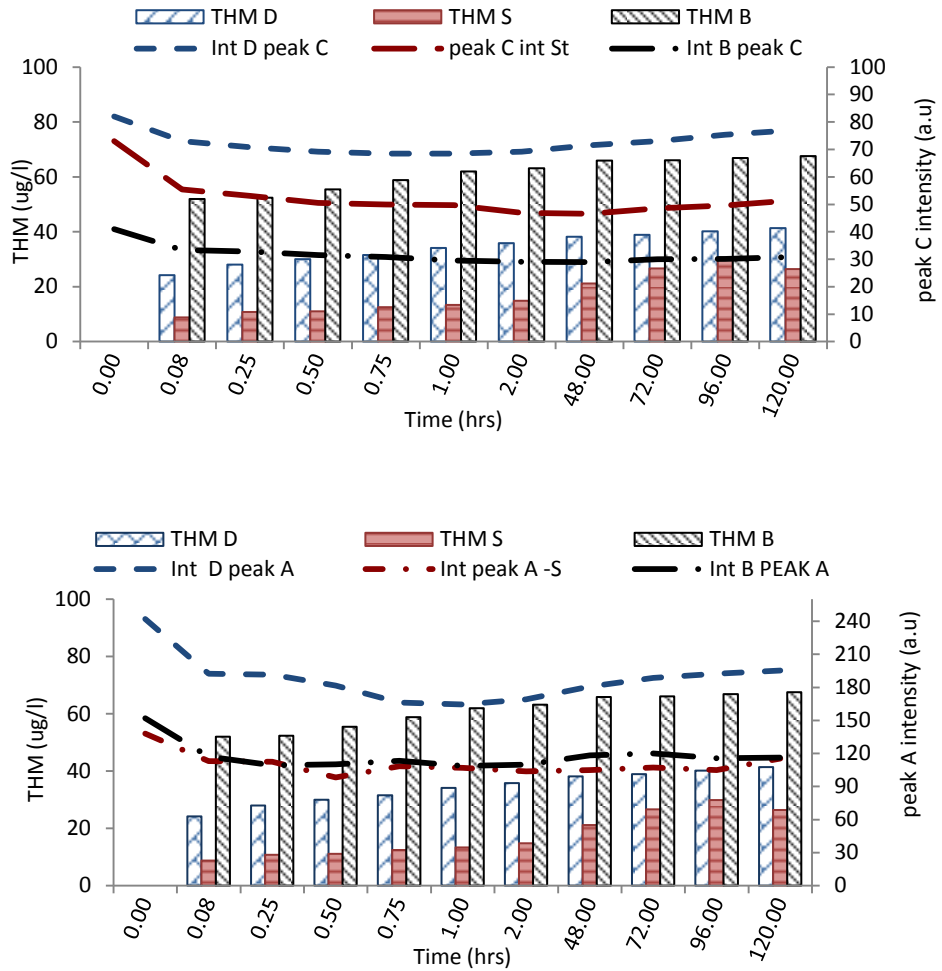 THM D THM S THM B
Int D peak C peak C int St Int B peak C
100 100
90
80 80
70
60 60
50
40 40
30
20 20
10
0 0
THM (ug/l)
peak C intensity (a.u)
0.00 0.08 0.25 0.50 0.75 1.00 2.00 48.00 72.00 96.00 120.00
Time (hrs)
THM D THM S THM B
Int D peak A Int peak A -S Int B PEAK A
100
240
80 210
180
60 150
40 120
90
20 60
30
0 0
THM (ug/l)
peak A intensity (a.u)
0.00 0.08 0.25 0.50 0.75 1.00 2.00 48.00 72.00 96.00 120.00
Time (hrs)